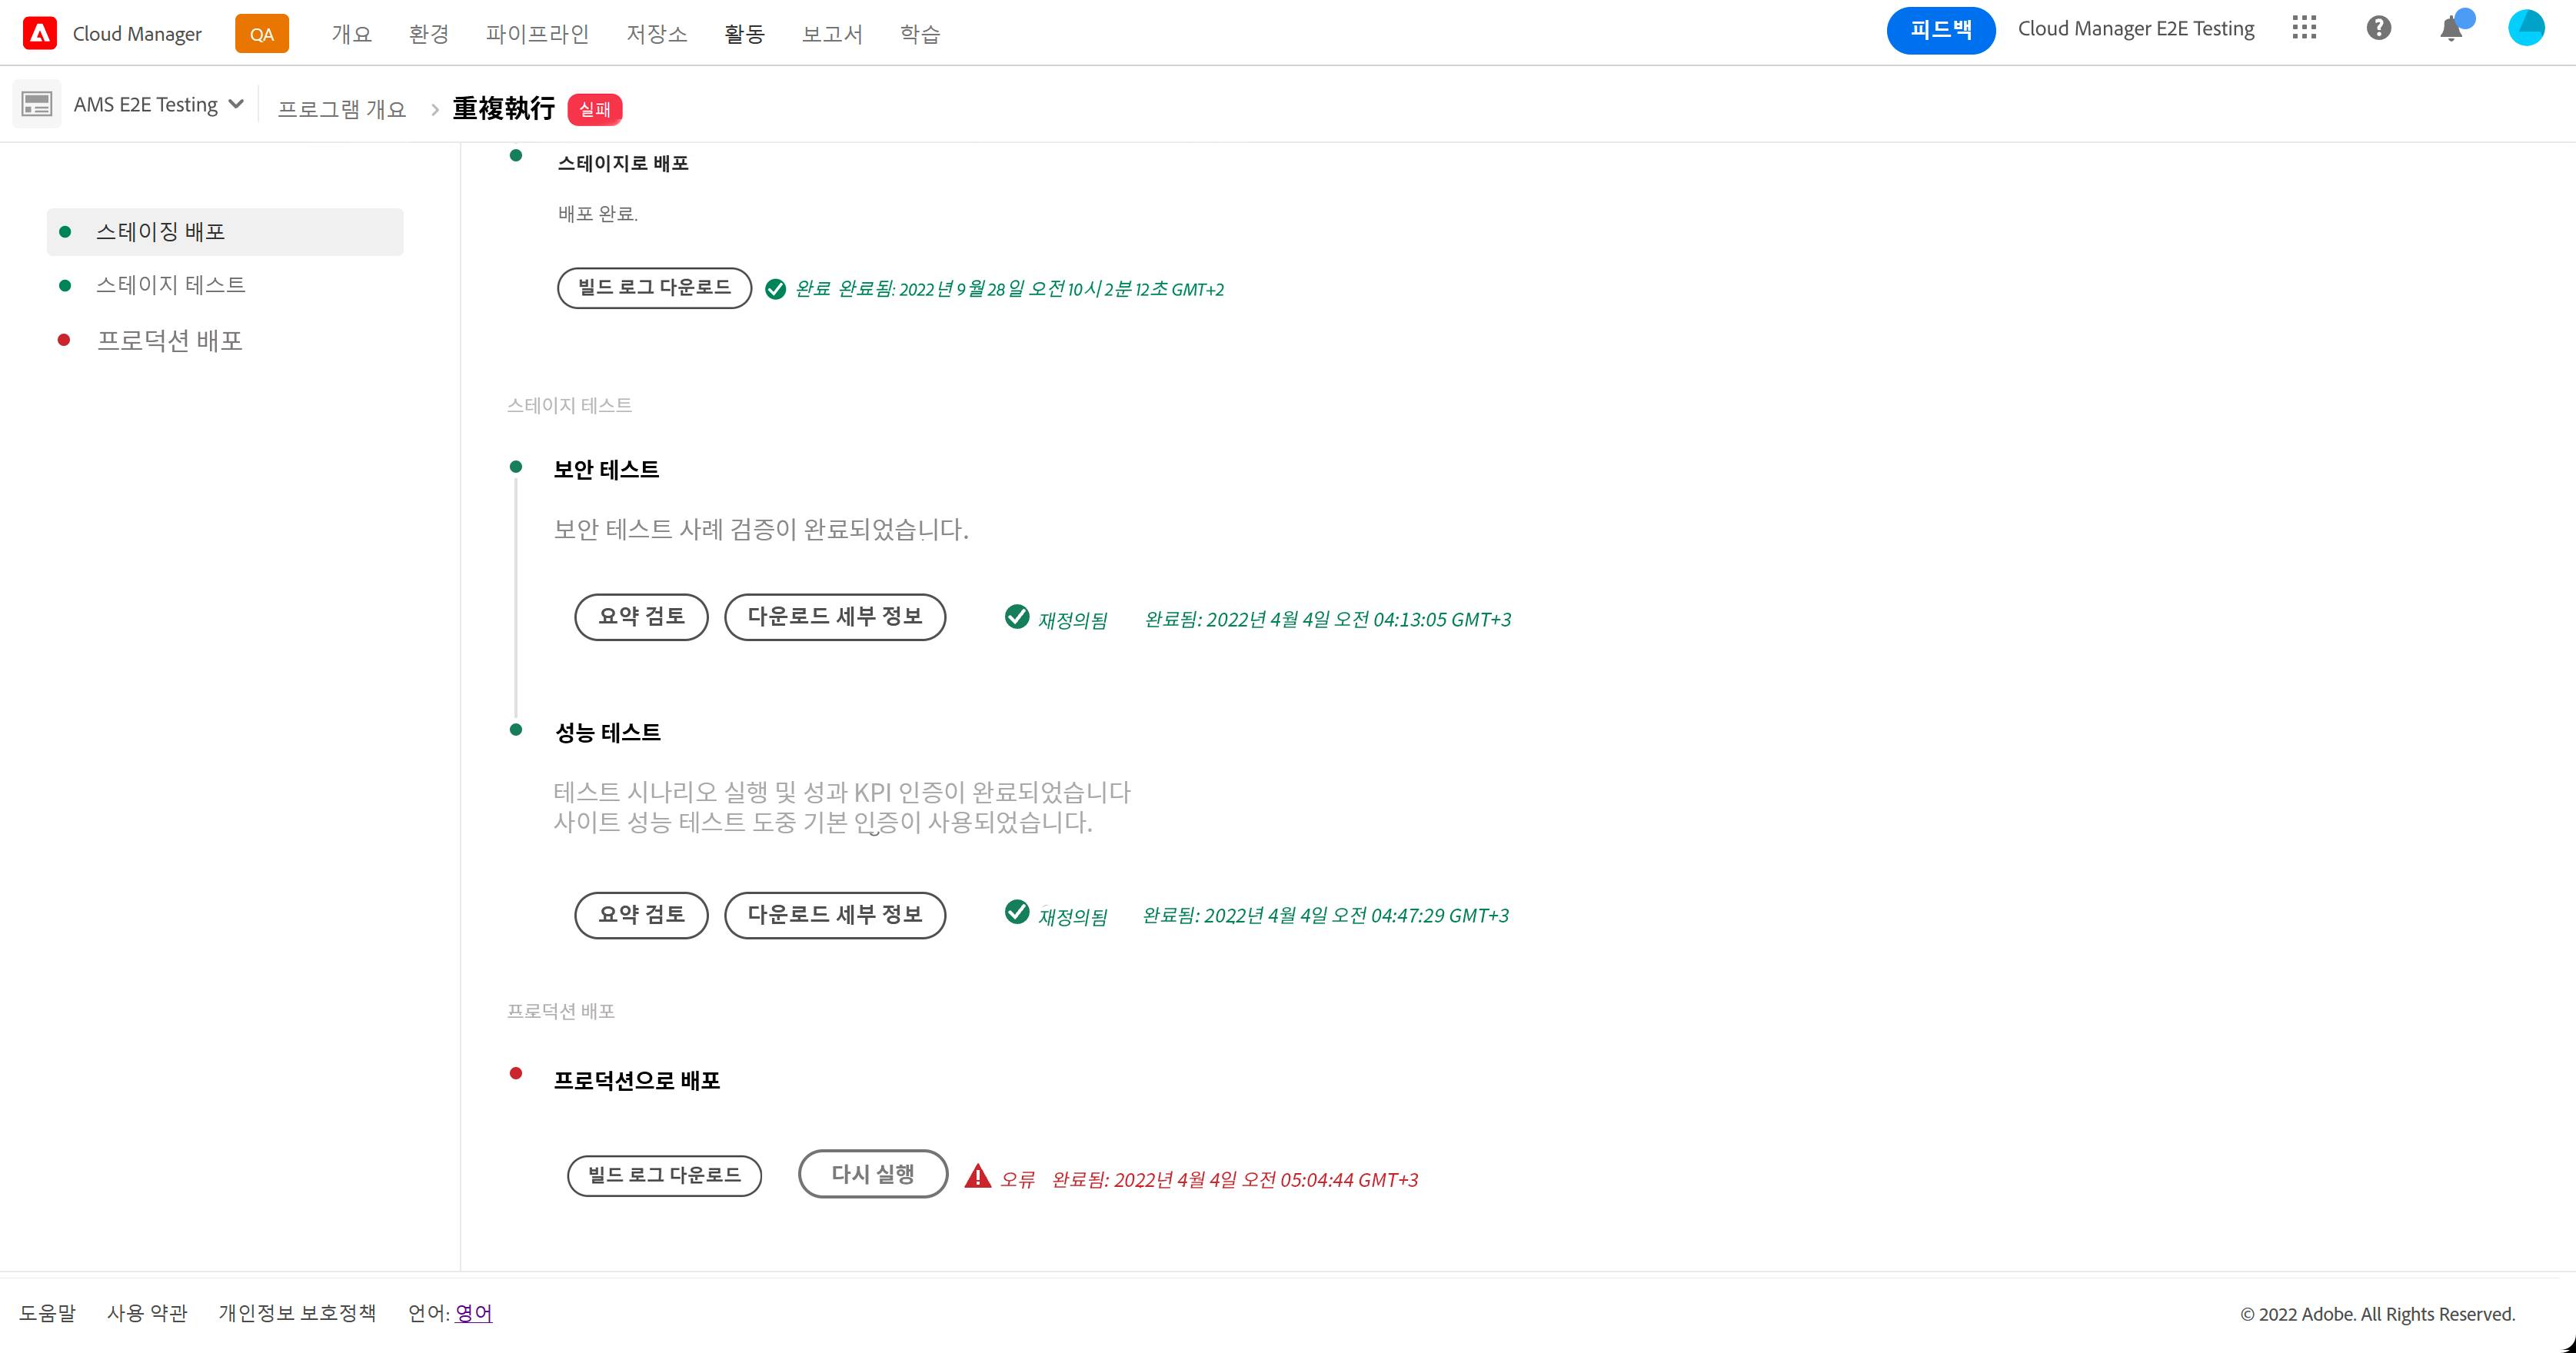 Cloud Manager QA 개요 환경 파이프라인 저장소 활동 보고서 학습 피드백 Cloud Manager E2E Testing
AMS E2E Testing 프로그램 개요 › 重複執行 실패
스테이징 배포
스테이지 테스트
프로덕션 배포
스테이지로 배포
배포 완료.
빌드 로그 다운로드 완료 완료됨: 2022년 9월 28일 오전 10시 2분 12초 GMT+2
스테이지 테스트
보안 테스트
보안 테스트 사례 검증이 완료되었습니다.
요약 검토 다운로드 세부 정보 재정의됨 완료됨: 2022년 4월 4일 오전 04:13:05 GMT+3
성능 테스트
테스트 시나리오 실행 및 성과 KPI 인증이 완료되었습니다
사이트 성능 테스트 도중 기본 인증이 사용되었습니다.
요약 검토 다운로드 세부 정보 재정의됨 완료됨: 2022년 4월 4일 오전 04:47:29 GMT+3
프로덕션 배포
프로덕션으로 배포
빌드 로그 다운로드 다시 실행 오류 완료됨: 2022년 4월 4일 오전 05:04:44 GMT+3
도움말 사용 약관 개인정보 보호정책 언어: 영어 © 2022 Adobe. All Rights Reserved.